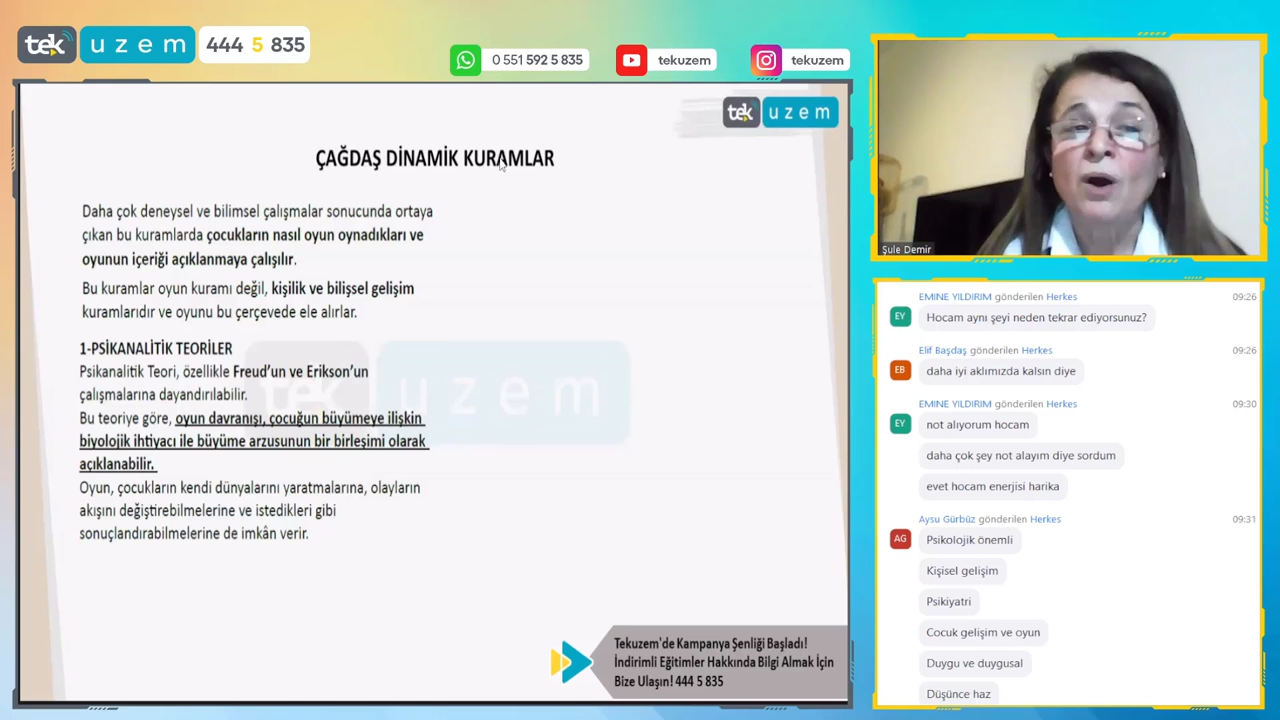 tek uzem 444 5 835
0 551 592 5 835
tekuzem
tekuzem
tek uzem
ÇAĞDAŞ DİNAMİK KURAMLAR
Daha çok deneysel ve bilimsel çalışmalar sonucunda ortaya
çıkan bu kuramlarda çocukların nasıl oyun oynadıkları ve
oyunun içeriği açıklanmaya çalışılır.
Bu kuramlar oyun kuramı değil, kişilik ve bilişsel gelişim
kuramlarıdır ve oyunu bu çerçevede ele alırlar.
1-PSİKANALİTİK TEORİLER
Psikanalitik Teori, özellikle Freud'un ve Erikson'un
çalışmalarına dayandırılabilir.
Bu teoriye göre, oyun davranışı, çocuğun büyümeye ilişkin
biyolojik ihtiyacı ile büyüme arzusunun bir birleşimi olarak
açıklanabilir.
Oyun, çocukların kendi dünyalarını yaratmalarına, olayların
akışını değiştirebilmelerine ve istedikleri gibi
sonuçlandırabilmelerine de imkân verir.
tek uzem
Tekuzem'de Kampanya Şenliği Başladı!
İndirimli Eğitimler Hakkında Bilgi Almak İçin
Bize Ulaşın! 444 5 835
Şule Demir
EMINE YILDIRIM gönderilen Herkes 09:26
EY Hocam aynı şeyi neden tekrar ediyorsunuz?
Elif Başdaş gönderilen Herkes 09:26
EB daha iyi aklımızda kalsın diye
EMINE YILDIRIM gönderilen Herkes 09:30
EY not alıyorum hocam
daha çok şey not alayım diye sordum
evet hocam enerjisi harika
Aysu Gürbüz gönderilen Herkes 09:31
AG Psikolojik önemli
Kişisel gelişim
Psikiyatri
Cocuk gelişim ve oyun
Duygu ve duygusal
Düşünce haz